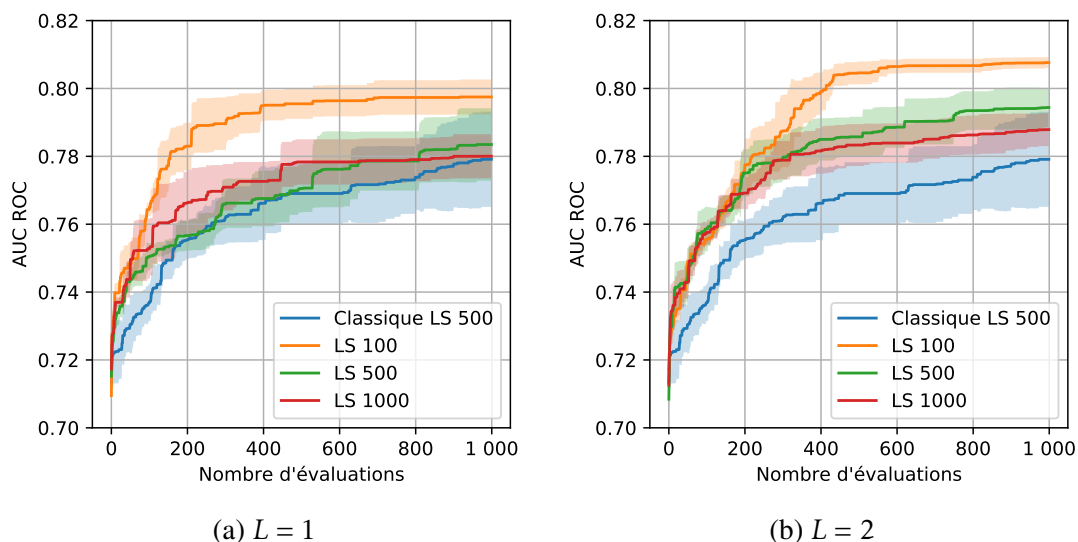 0.82
0.80
0.78
0.76
0.74
0.72
0.70
AUC ROC
0 200 400 600 800 1 000
Nombre d'évaluations
Classique LS 500
LS 100
LS 500
LS 1000
(a) L = 1
0.82
0.80
0.78
0.76
0.74
0.72
0.70
AUC ROC
0 200 400 600 800 1 000
Nombre d'évaluations
Classique LS 500
LS 100
LS 500
LS 1000
(b) L = 2